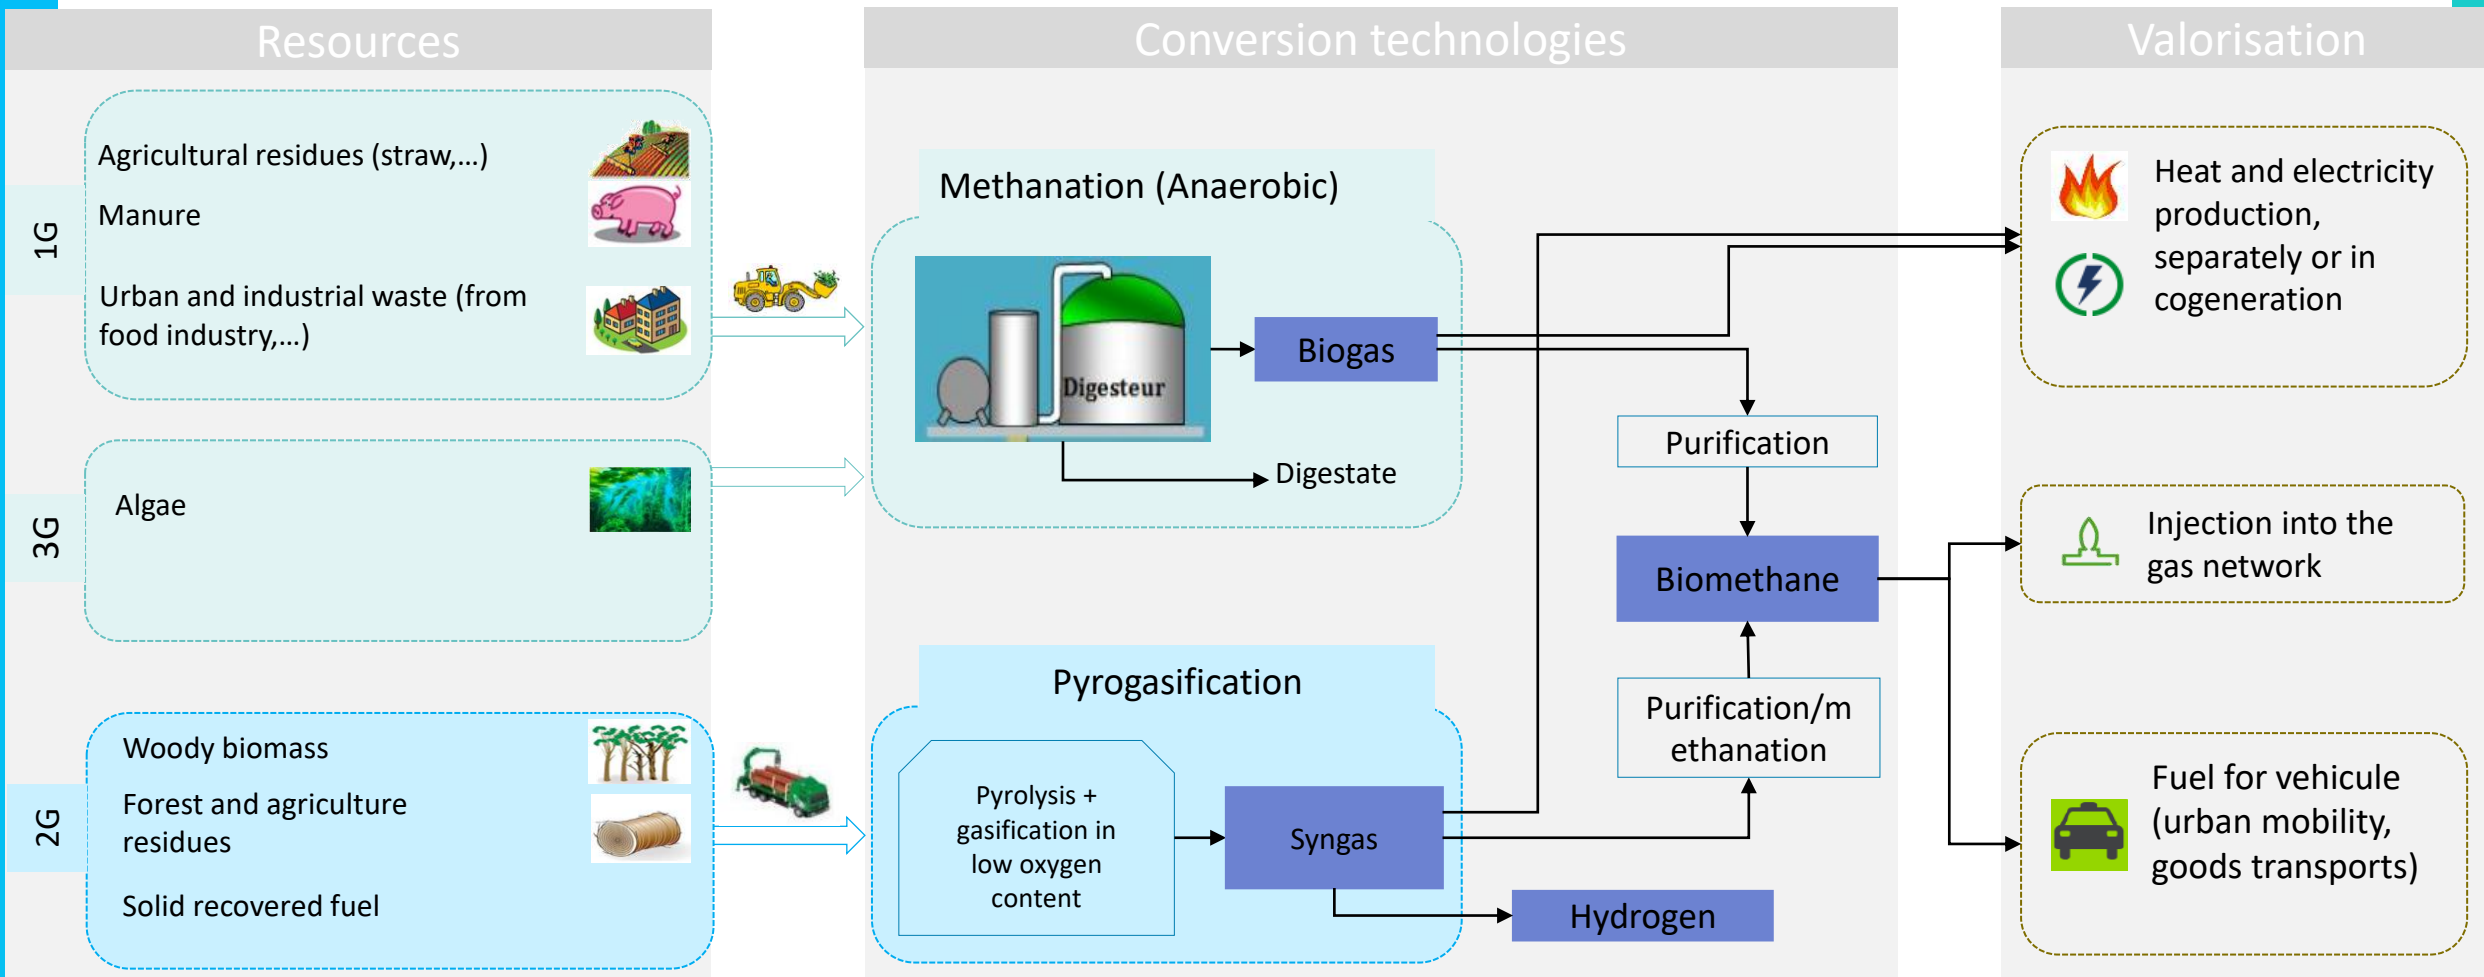 Resources
Conversion technologies
Valorisation
1G
Agricultural residues (straw,...)
Manure
Urban and industrial waste (from
food industry,...)
3G
Algae
2G
Woody biomass
Forest and agriculture
residues
Solid recovered fuel
Methanation (Anaerobic)
Digesteur
Biogas
Digestate
Pyrogasification
Pyrolysis +
gasification in
low oxygen
content
Syngas
Hydrogen
Purification
Biomethane
Purification/m
ethanation
Heat and electricity
production,
separately or in
cogeneration
Injection into the
gas network
Fuel for vehicule
(urban mobility,
goods transports)